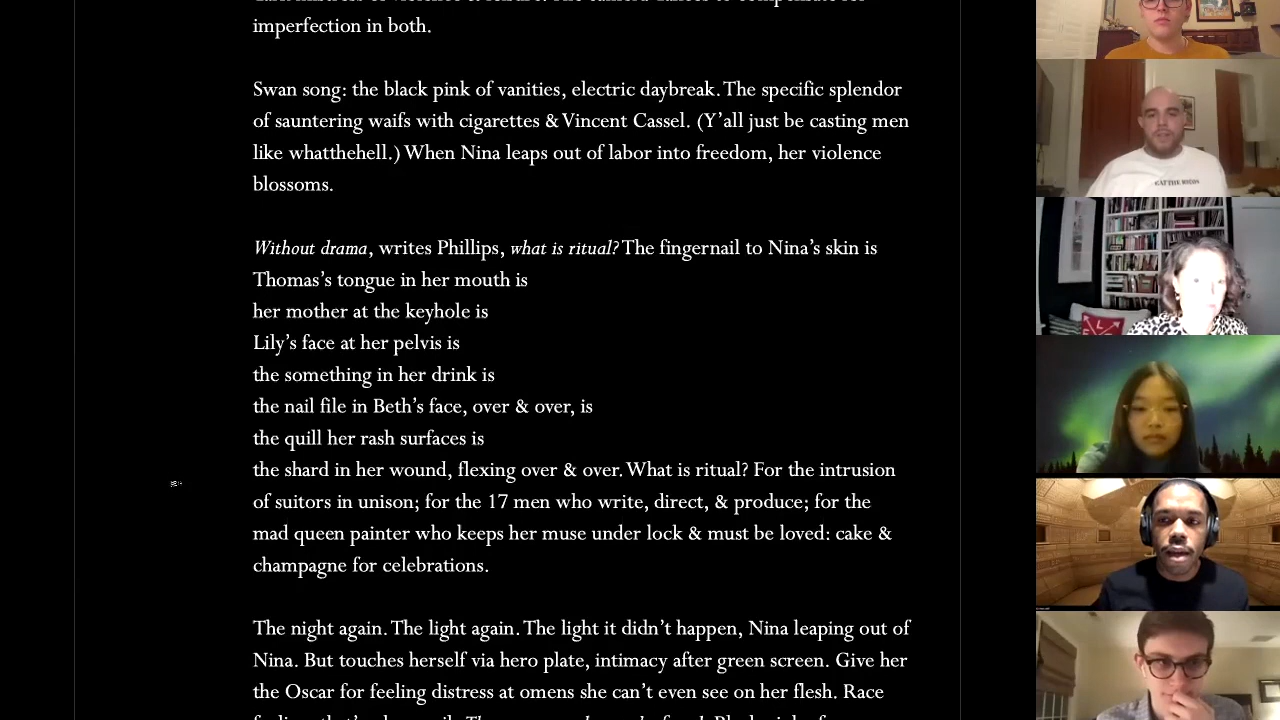 imperfection in both.
Swan song: the black pink of vanities, electric daybreak. The specific splendor
of sauntering waifs with cigarettes & Vincent Cassel. (Y’all just be casting men
like whatthehell.) When Nina leaps out of labor into freedom, her violence
blossoms.
Without drama, writes Phillips, what is ritual? The fingernail to Nina’s skin is
Thomas’s tongue in her mouth is
her mother at the keyhole is
Lily’s face at her pelvis is
the something in her drink is
the nail file in Beth’s face, over & over, is
the quill her rash surfaces is
the shard in her wound, flexing over & over. What is ritual? For the intrusion
of suitors in unison; for the 17 men who write, direct, & produce; for the
mad queen painter who keeps her muse under lock & must be loved: cake &
champagne for celebrations.
The night again. The light again. The light it didn’t happen, Nina leaping out of
Nina. But touches herself via hero plate, intimacy after green screen. Give her
the Oscar for feeling distress at omens she can’t even see on her flesh. Race